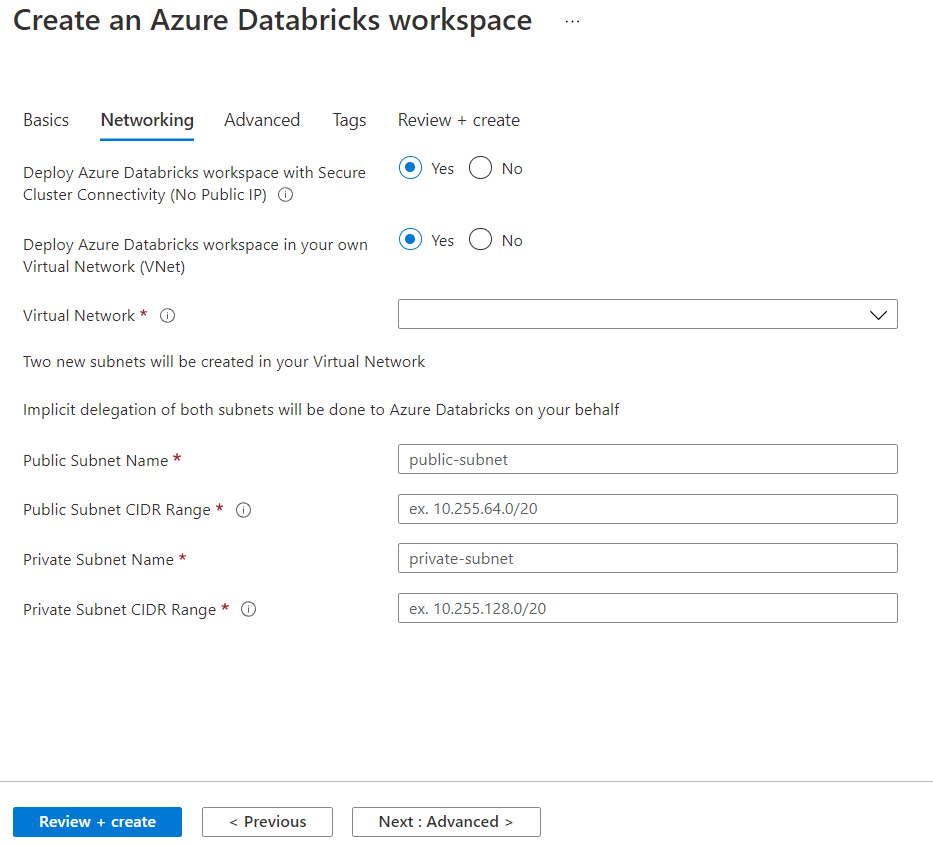 Create an Azure Databricks workspace ...
Basics Networking Advanced Tags Review + create
Deploy Azure Databricks workspace with Secure
Cluster Connectivity (No Public IP)
Yes No
Deploy Azure Databricks workspace in your own
Virtual Network (VNet)
Yes No
Virtual Network *
Two new subnets will be created in your Virtual Network
Implicit delegation of both subnets will be done to Azure Databricks on your behalf
Public Subnet Name * public-subnet
Public Subnet CIDR Range * ex. 10.255.64.0/20
Private Subnet Name * private-subnet
Private Subnet CIDR Range * ex. 10.255.128.0/20
Review + create < Previous Next : Advanced >